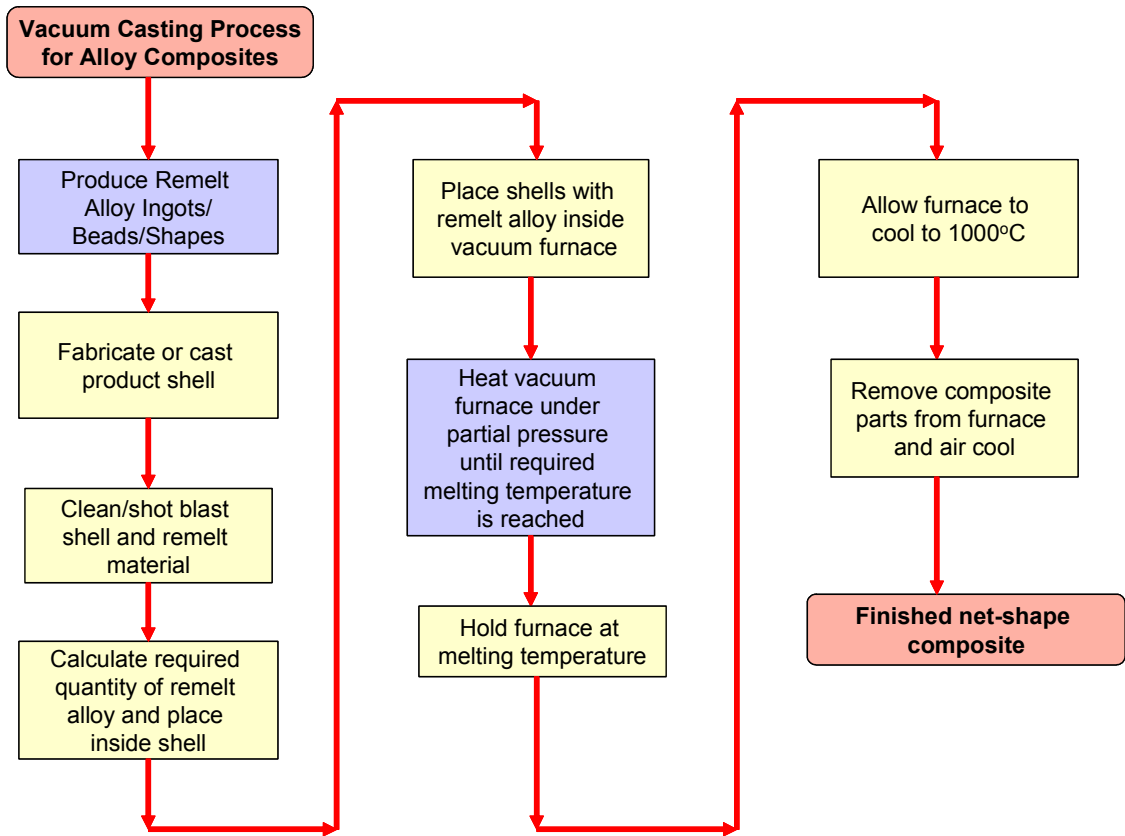 Vacuum Casting Process
for Alloy Composites
Produce Remelt
Alloy Ingots/
Beads/Shapes
Fabricate or cast
product shell
Clean/shot blast
shell and remelt
material
Calculate required
quantity of remelt
alloy and place
inside shell
Place shells with
remelt alloy inside
vacuum furnace
Heat vacuum
furnace under
partial pressure
until required
melting temperature
is reached
Hold furnace at
melting temperature
Allow furnace to
cool to 1000ºC
Remove composite
parts from furnace
and air cool
Finished net-shape
composite